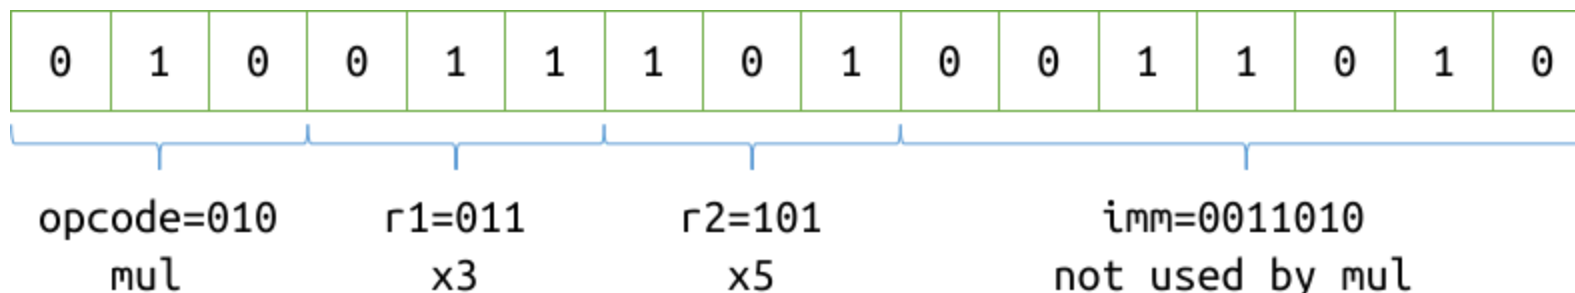 0 1 0 0 1 1 1 0 1 0 0 1 1 0 1 0
opcode=010 r1=011 r2=101 imm=0011010
mul x3 x5 not used by mul